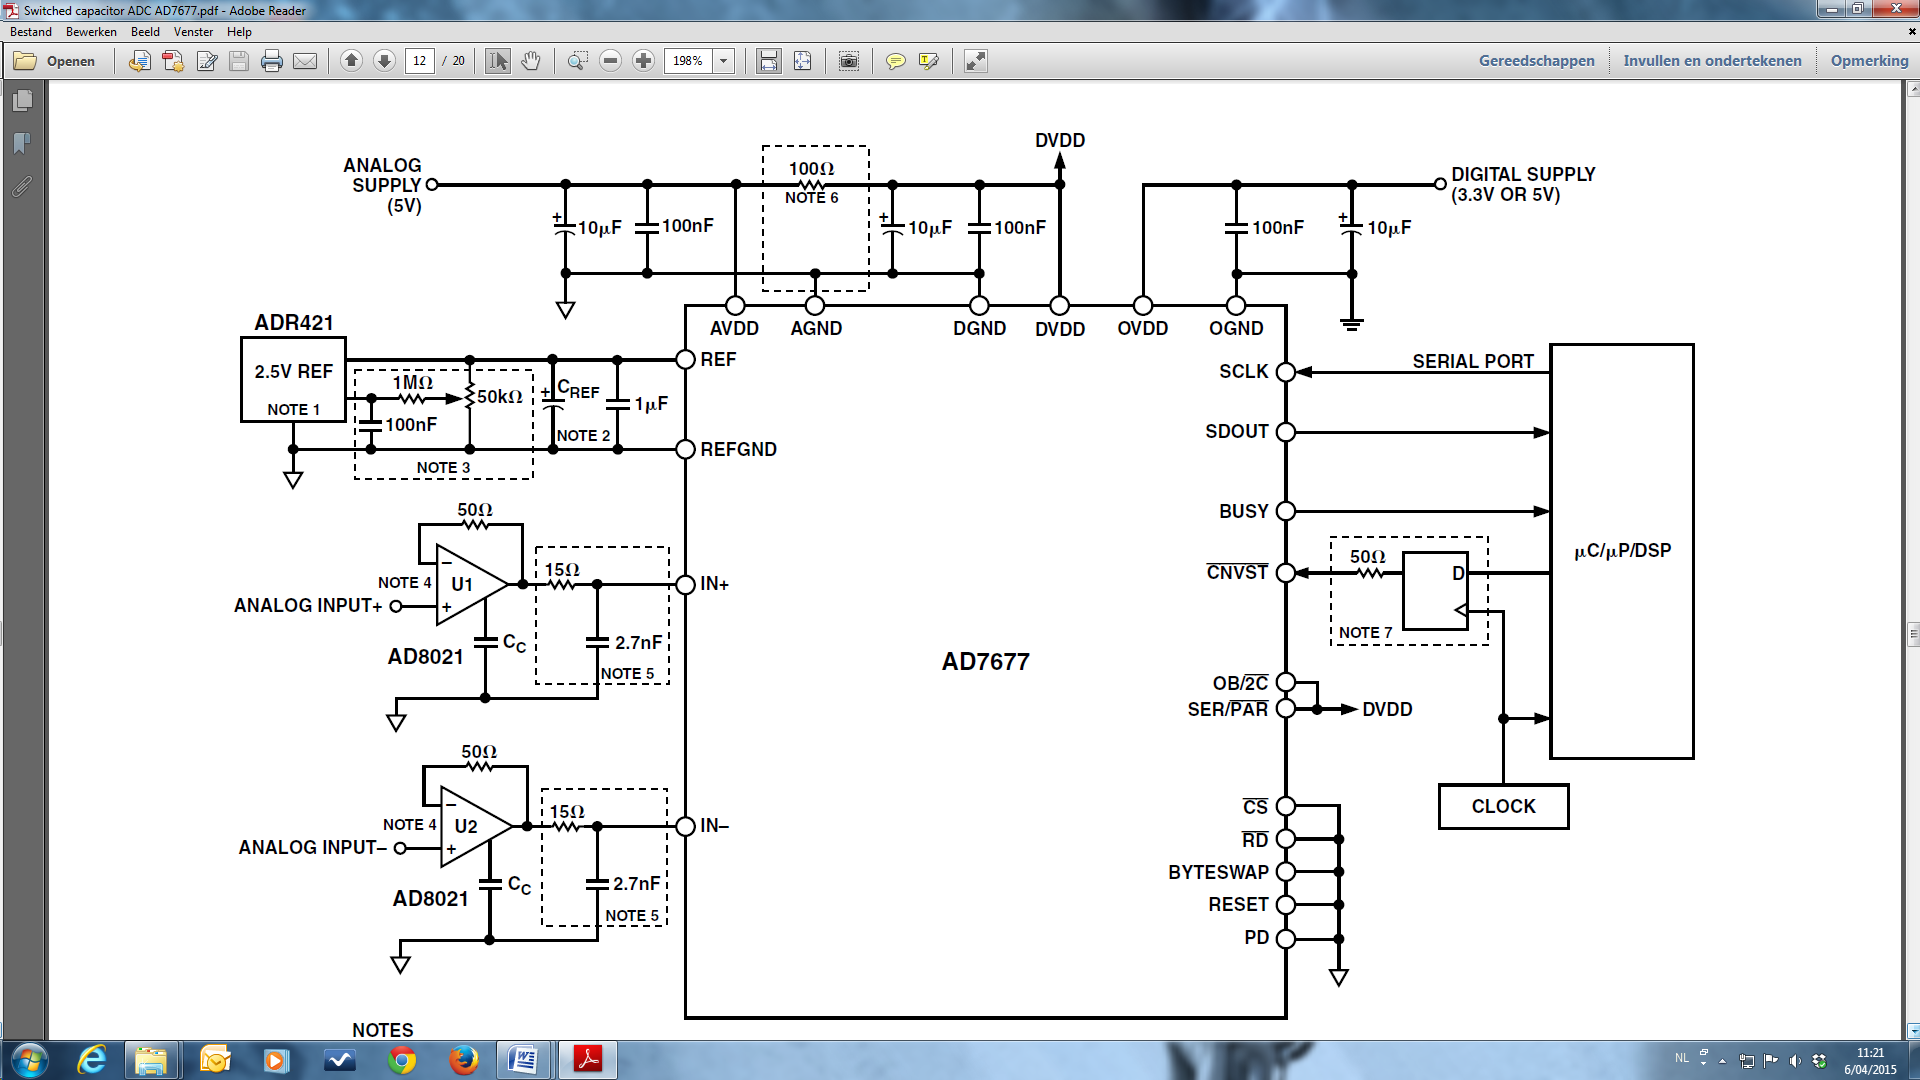 Switched capacitor ADC AD7677.pdf - Adobe Reader
Bestand Bewerken Beeld Venster Help
Openen
12 / 20
198%
Gereedschappen
Invullen en ondertekenen
Opmerking
ANALOG
SUPPLY
(5V)
10µF
100nF
100Ω
NOTE 6
10µF
100nF
DVDD
100nF
10µF
DIGITAL SUPPLY
(3.3V OR 5V)
AVDD
AGND
DGND
DVDD
OVDD
OGND
ADR421
2.5V REF
NOTE 1
1MΩ
100nF
50kΩ
NOTE 3
CREF
NOTE 2
1µF
REF
REFGND
50Ω
NOTE 4
U1
ANALOG INPUT+
AD8021
CC
15Ω
2.7nF
NOTE 5
IN+
50Ω
NOTE 4
U2
ANALOG INPUT–
AD8021
CC
15Ω
2.7nF
NOTE 5
IN–
AD7677
SCLK
SERIAL PORT
SDOUT
BUSY
CNVST
50Ω
D
NOTE 7
µC/µP/DSP
OB/2C
SER/PAR
DVDD
CLOCK
CS
RD
BYTESWAP
RESET
PD
NOTES
NL
11:21
6/04/2015